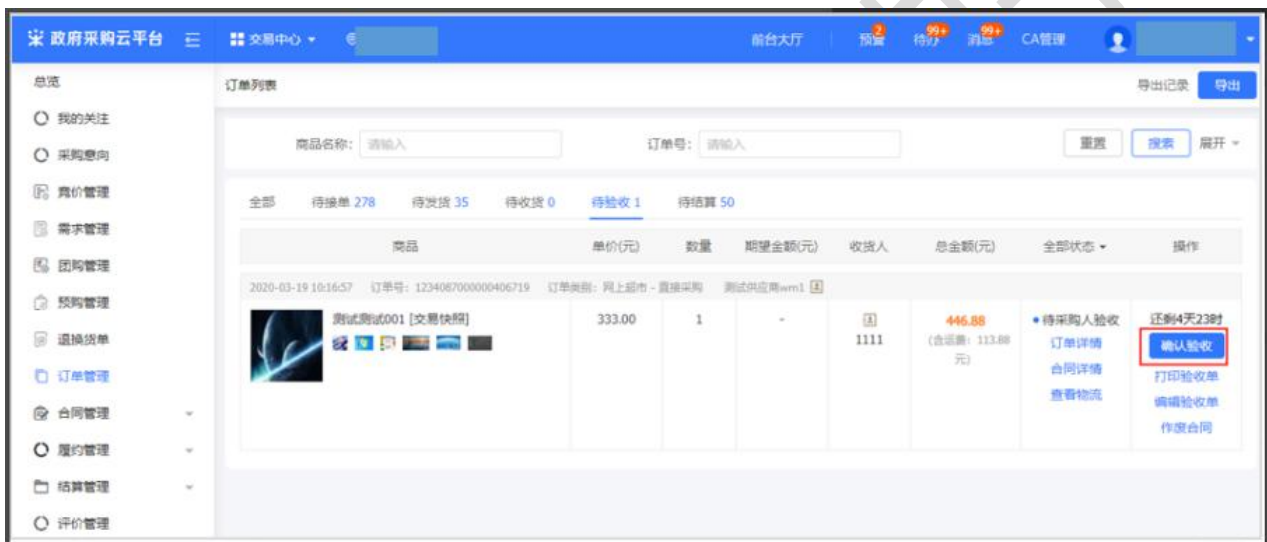 政府采购云平台 交易中心 前台大厅 预警 2 待办 99+ 消息 99+ CA管理
总览
订单列表 导出记录 导出
我的关注
采购意向
商品名称: 请输入 订单号: 请输入 重置 搜索 展开
竞价管理
全部 待接单 278 待发货 35 待收货 0 待验收 1 待结算 50
需求管理
商品 单价(元) 数量 期望金额(元) 收货人 总金额(元) 全部状态 操作
团购管理
2020-03-19 10:16:57 订单号: 1234087000000406719 订单类别: 网上超市 - 直接采购 测试供应商wm1
预购管理
测试测试001 [交易快照] 333.00 1 - 1111 446.88 (含运费: 113.88元) 待采购人验收 还剩4天23时
退换货单
订单详情 确认验收
订单管理
合同详情 打印验收单
查看物流 编辑验收单
合同管理
作废合同
履约管理
结算管理
评价管理